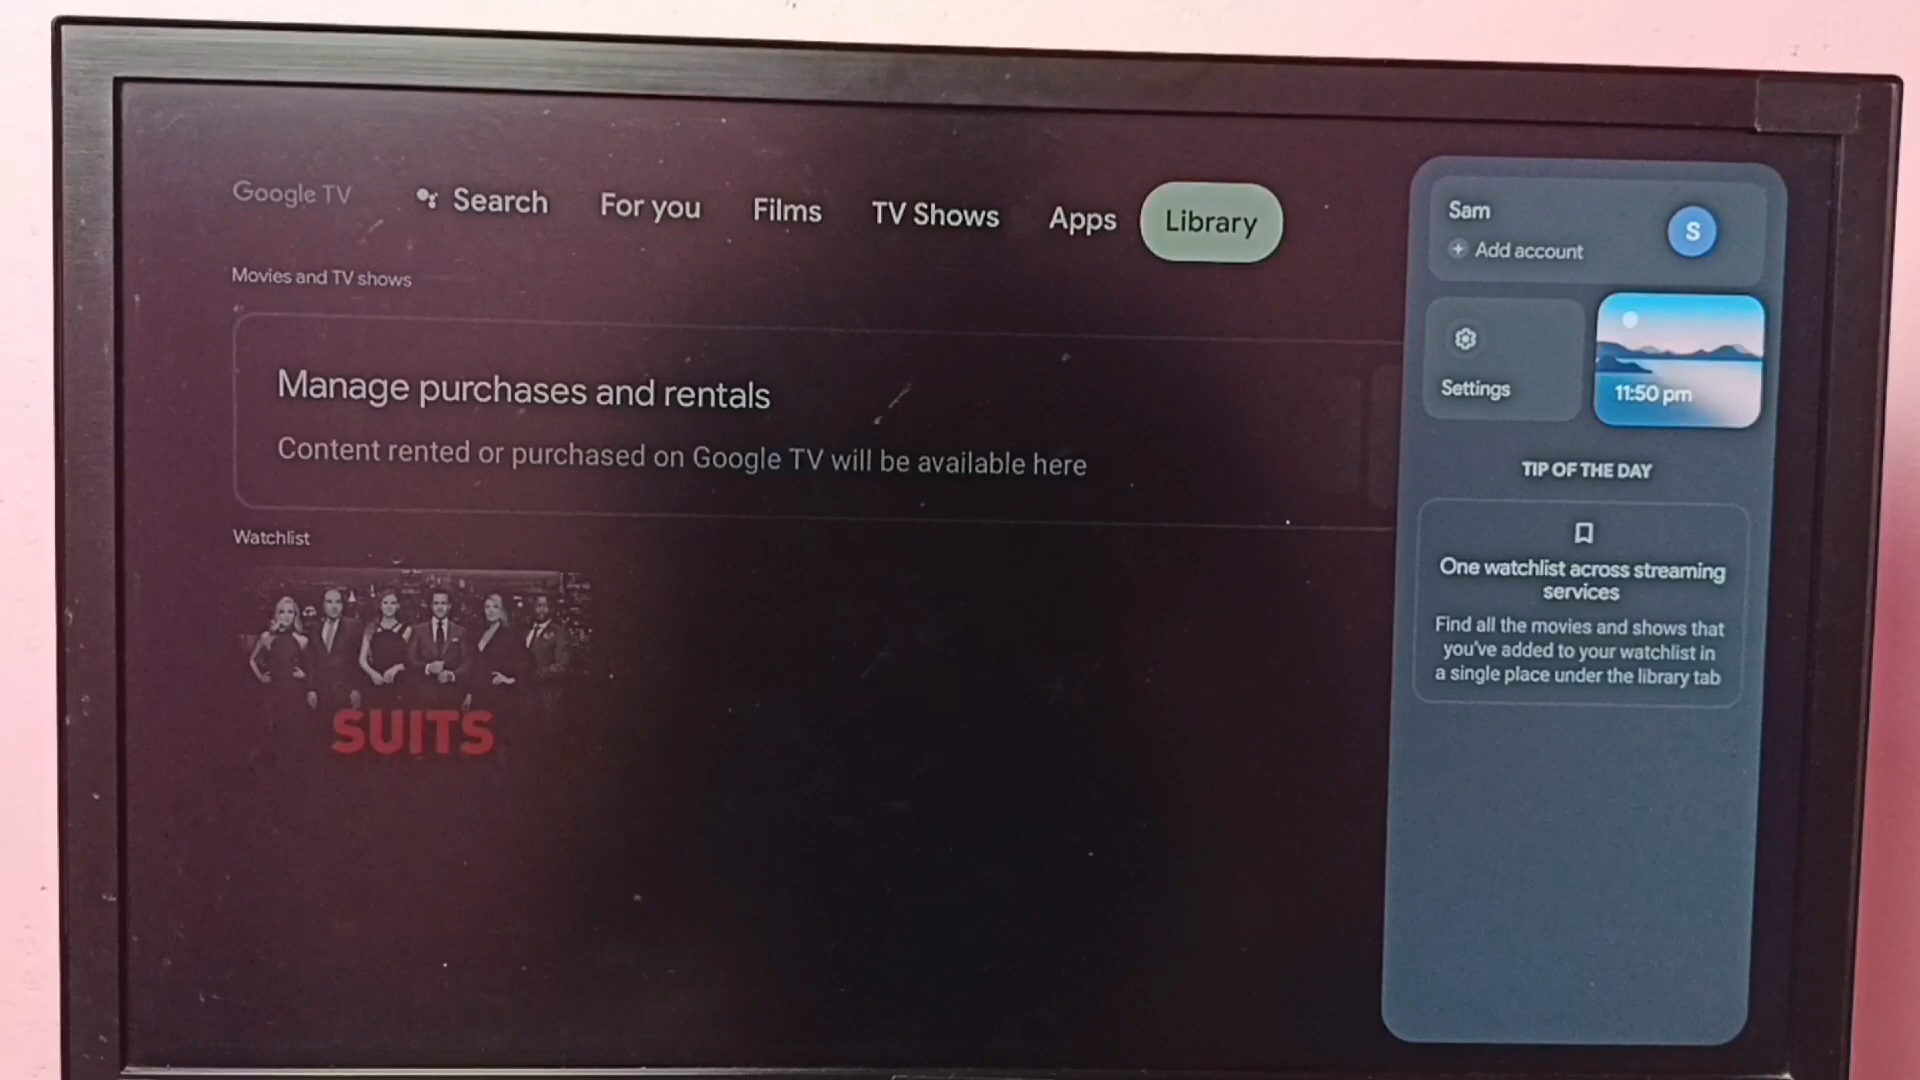 Google TV
Search
For you
Films
TV Shows
Apps
Library
Movies and TV shows
Manage purchases and rentals
Content rented or purchased on Google TV will be available here
Watchlist
SUITS
Sam
S
Add account
Settings
11:50 pm
TIP OF THE DAY
One watchlist across streaming
services
Find all the movies and shows that
you've added to your watchlist in
a single place under the library tab